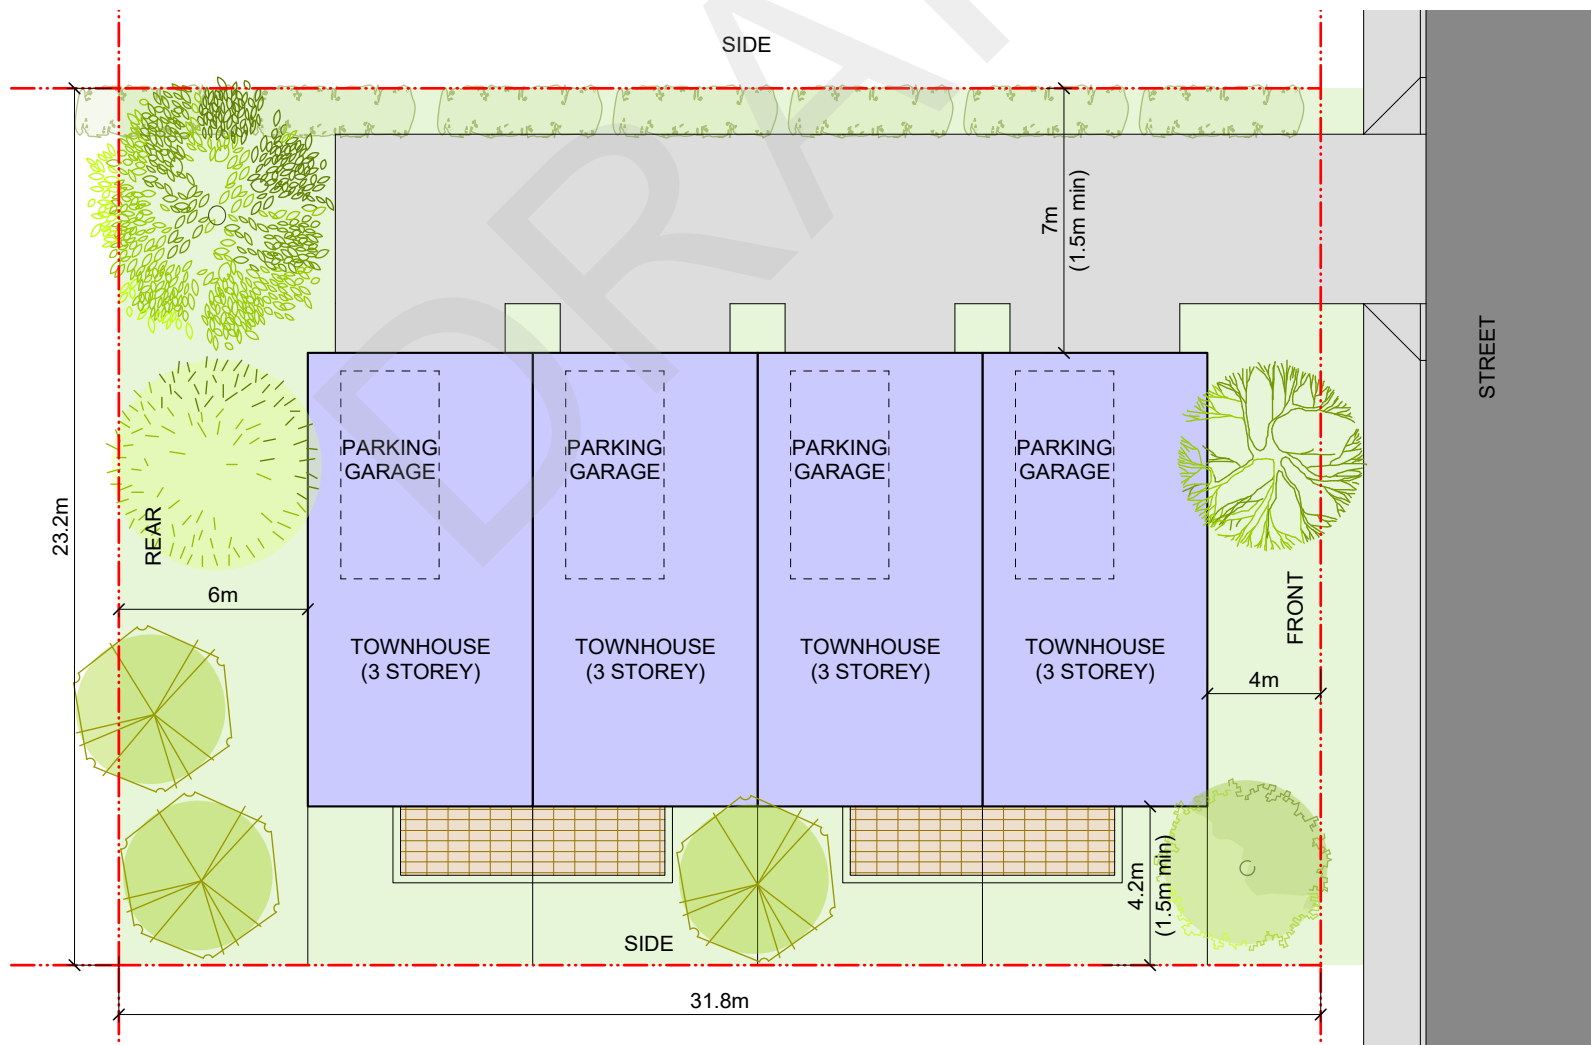 SIDE
7m
(1.5m min)
STREET
PARKING
GARAGE
PARKING
GARAGE
PARKING
GARAGE
PARKING
GARAGE
23.2m
REAR
6m
FRONT
TOWNHOUSE
(3 STOREY)
TOWNHOUSE
(3 STOREY)
TOWNHOUSE
(3 STOREY)
TOWNHOUSE
(3 STOREY)
4m
4.2m
(1.5m min)
SIDE
31.8m